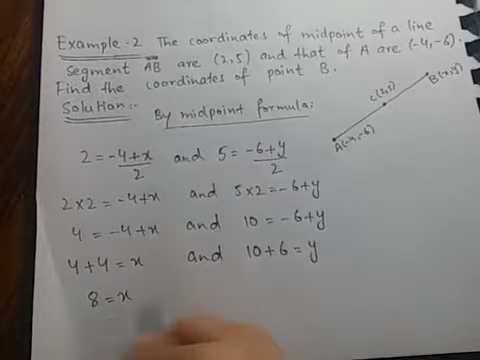 Example-2 The coordinates of midpoint of a line
segment AB are (2,5) and that of A are (-4,-6).
Find the coordinates of point B.
Solution:-
By midpoint formula:
A(-4,-6)
C(2,5)
2 = -4+x/2 and 5 = -6+y/2
2×2 = -4+x and 5×2 = -6+y
4 = -4+x and 10 = -6+y
4+4 = x and 10+6 = y
8 = x